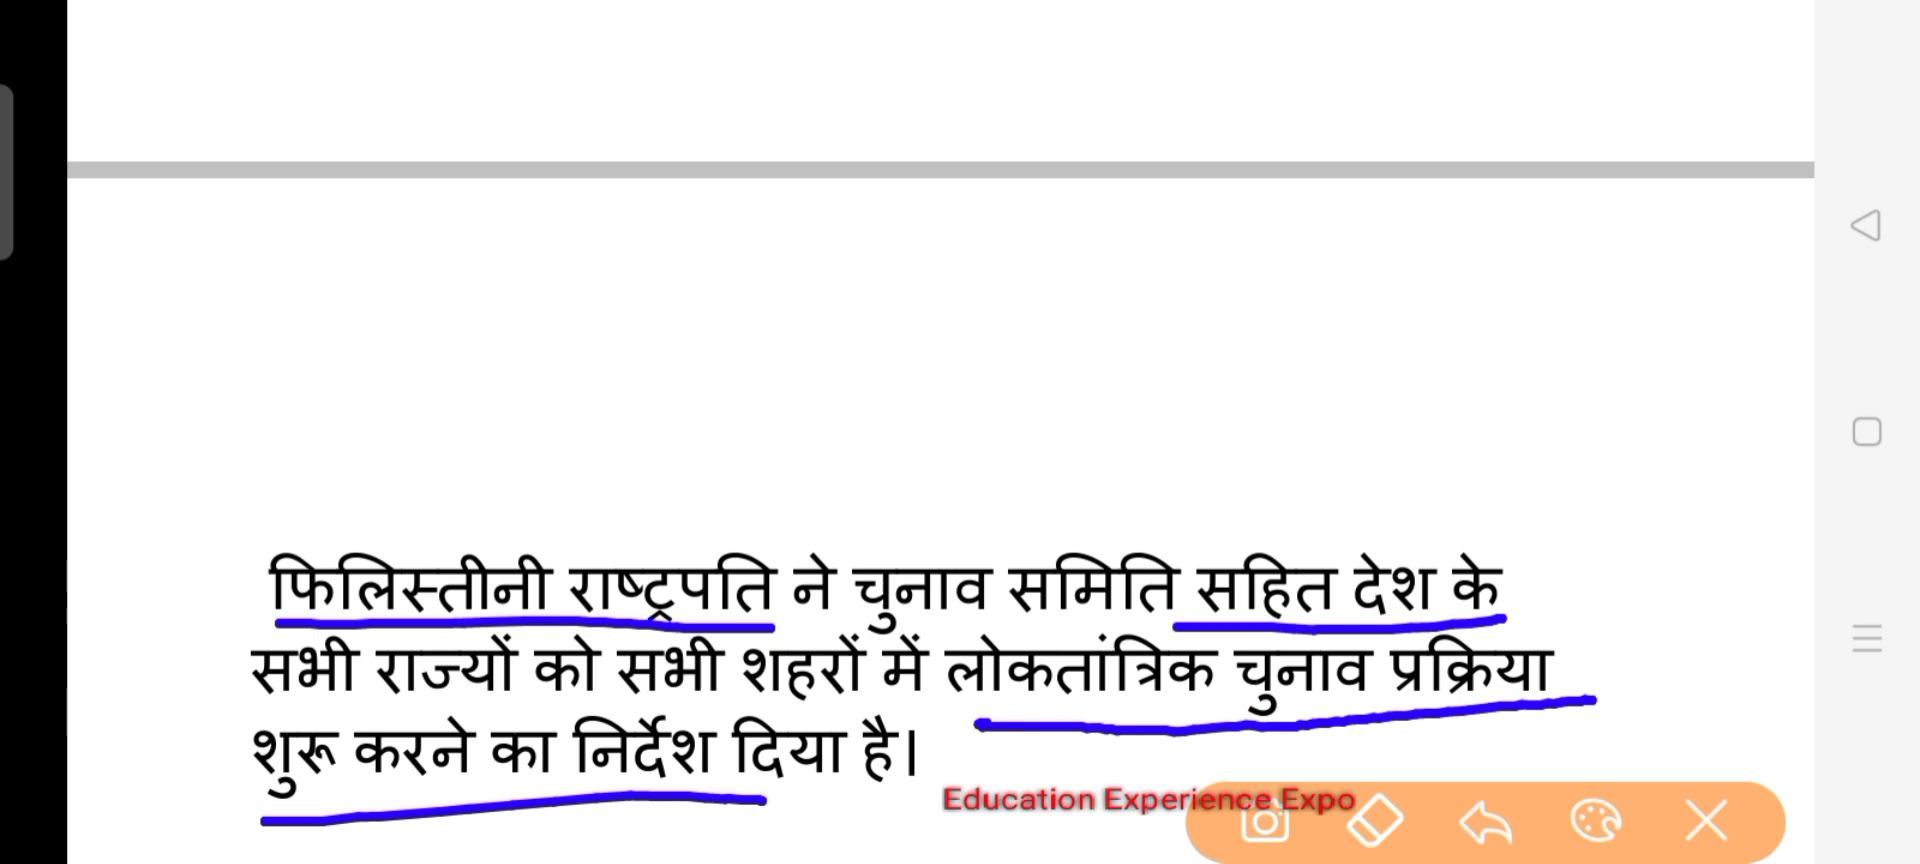 फिलिस्तीनी राष्ट्रपति ने चुनाव समिति सहित देश के
सभी राज्यों को सभी शहरों में लोकतांत्रिक चुनाव प्रक्रिया
शुरू करने का निर्देश दिया है।
Education Experience Expo